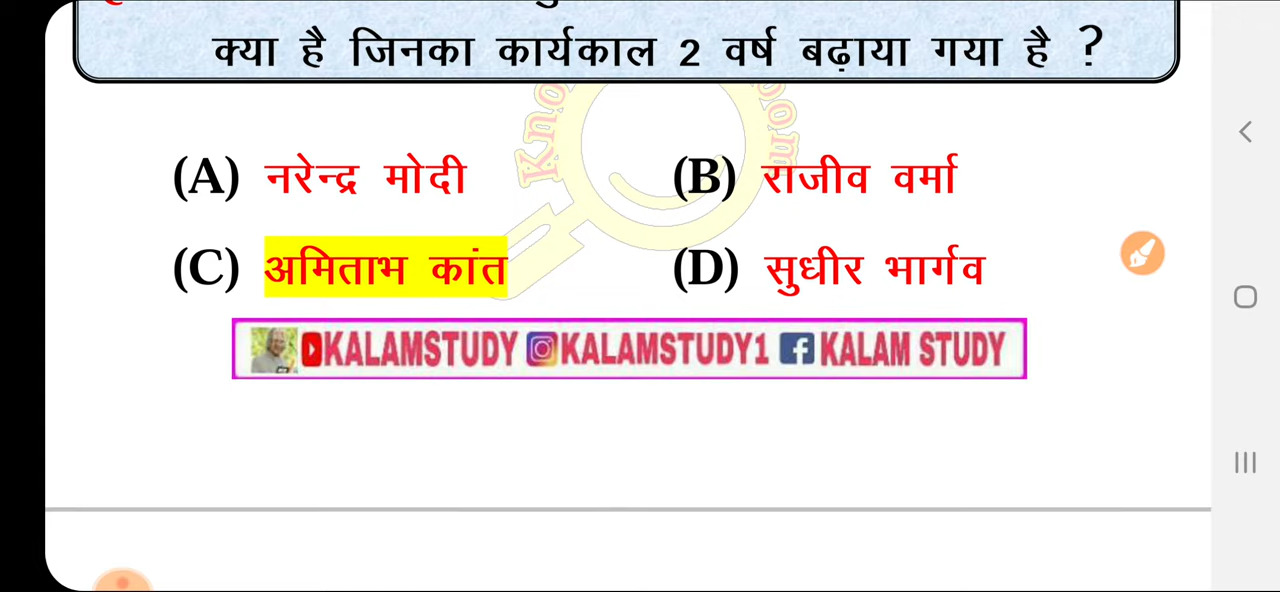 क्या है जिनका कार्यकाल 2 वर्ष बढ़ाया गया है ?
(A) नरेन्द्र मोदी (B) राजीव वर्मा
(C) अमिताभ कांत (D) सुधीर भार्गव
KALAMSTUDY KALAMSTUDY1 KALAM STUDY